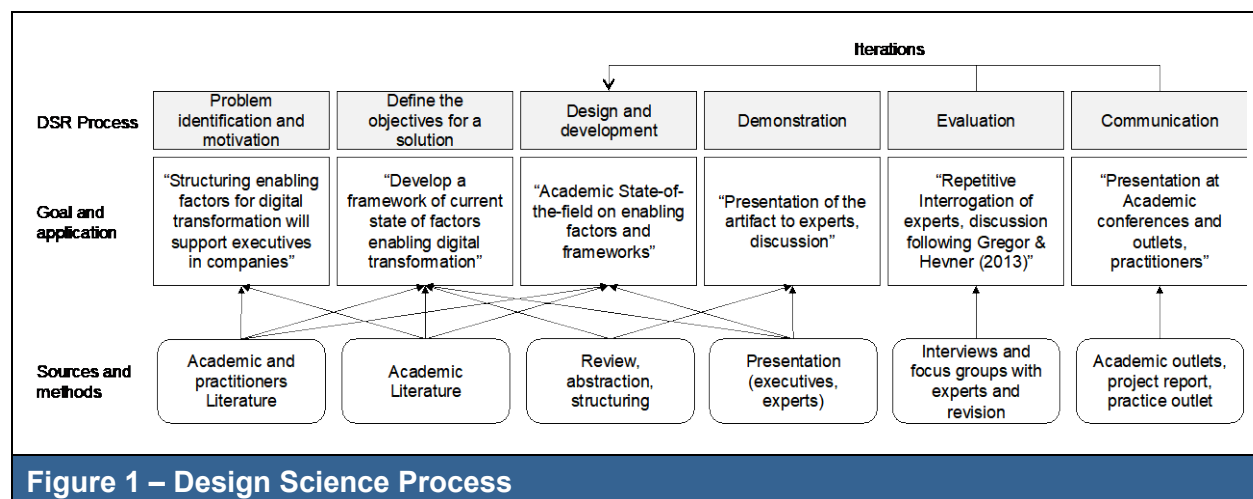 Iterations
DSR Process
Problem
identification and
motivation
Define the
objectives for a
solution
Design and
development
Demonstration
Evaluation
Communication
Goal and
application
“Structuring enabling
factors for digital
transformation will
support executives
in companies”
“Develop a
framework of current
state of factors
enabling digital
transformation”
“Academic State-of-
the-field on enabling
factors and
frameworks”
“Presentation of the
artifact to experts,
discussion”
“Repetitive
Interrogation of
experts, discussion
following Gregor &
Hevner (2013)”
“Presentation at
Academic
conferences and
outlets,
practitioners”
Sources and
methods
Academic and
practitioners
Literature
Academic
Literature
Review,
abstraction,
structuring
Presentation
(executives,
experts)
Interviews and
focus groups with
experts and
revision
Academic outlets,
project report,
practice outlet
Figure 1 – Design Science Process